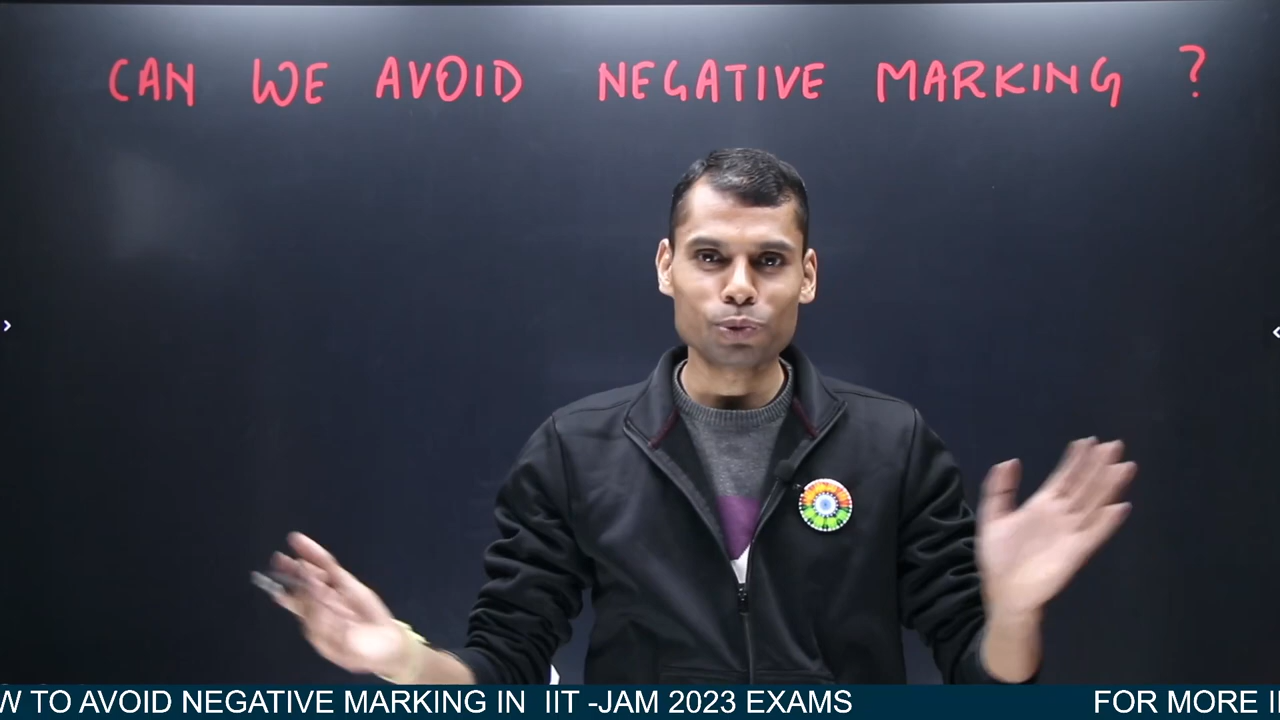 CAN WE AVOID NEGATIVE MARKING ?
W TO AVOID NEGATIVE MARKING IN IIT -JAM 2023 EXAMS FOR MORE I